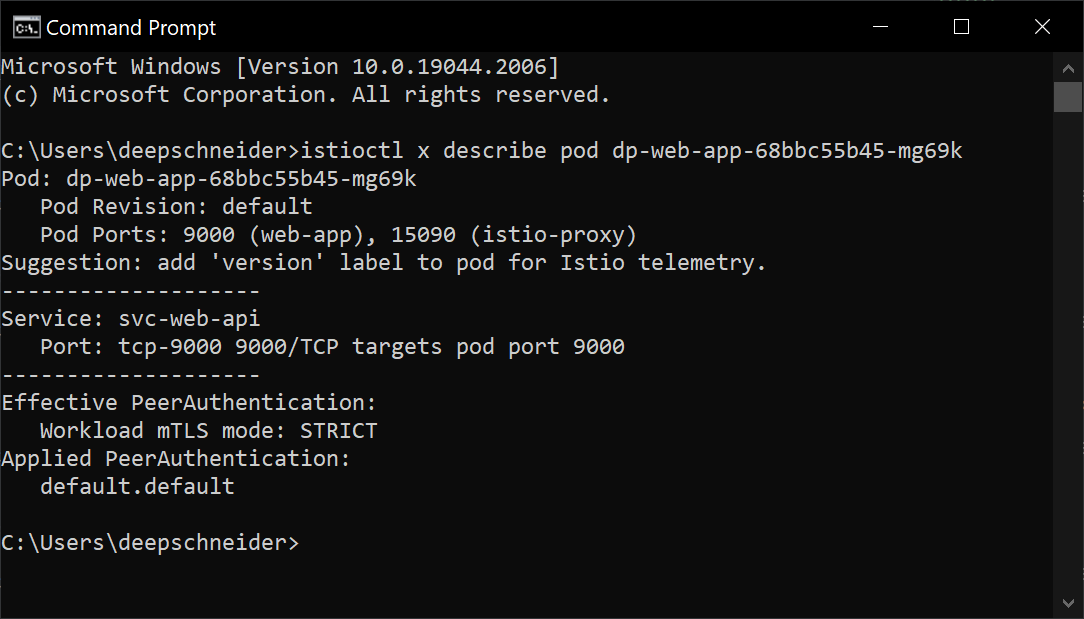 Command Prompt
Microsoft Windows [Version 10.0.19044.2006]
(c) Microsoft Corporation. All rights reserved.
C:\Users\deepschneider>istioctl x describe pod dp-web-app-68bbc55b45-mg69k
Pod: dp-web-app-68bbc55b45-mg69k
   Pod Revision: default
   Pod Ports: 9000 (web-app), 15090 (istio-proxy)
Suggestion: add 'version' label to pod for Istio telemetry.
--------------------
Service: svc-web-api
   Port: tcp-9000 9000/TCP targets pod port 9000
--------------------
Effective PeerAuthentication:
   Workload mTLS mode: STRICT
Applied PeerAuthentication:
   default.default
C:\Users\deepschneider>